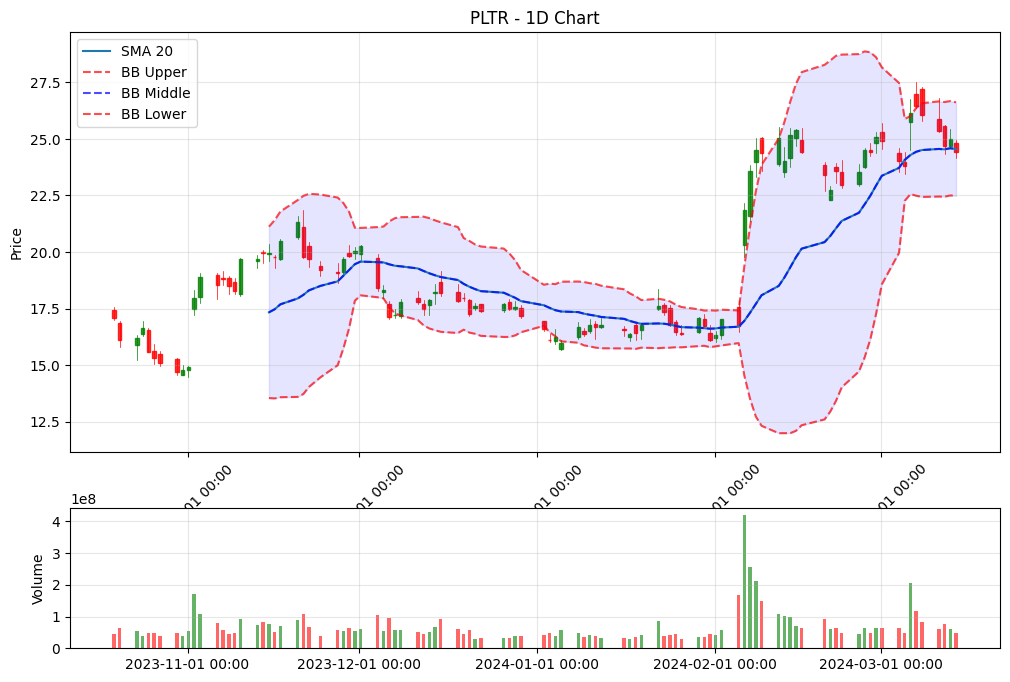 PLTR - 1D Chart
SMA 20
BB Upper
BB Middle
BB Lower
Price
27.5
25.0
22.5
20.0
17.5
15.0
12.5
01 00:00
01 00:00
01 00:00
01 00:00
01 00:00
1e8
Volume
4
3
2
1
0
2023-11-01 00:00
2023-12-01 00:00
2024-01-01 00:00
2024-02-01 00:00
2024-03-01 00:00